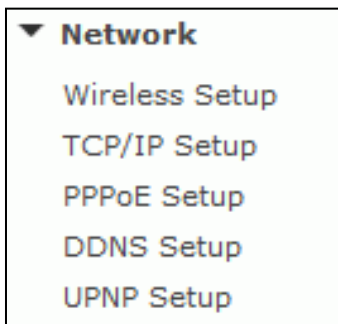 Network
Wireless Setup
TCP/IP Setup
PPPoE Setup
DDNS Setup
UPNP Setup